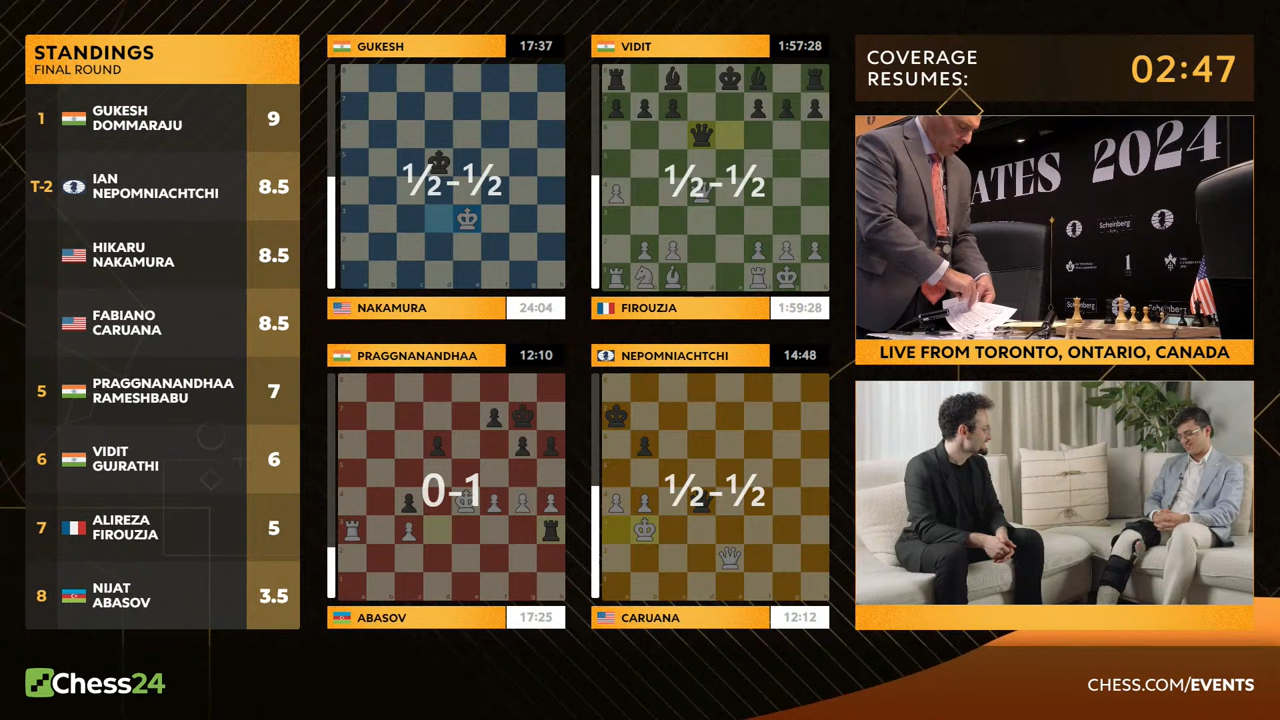 STANDINGS
FINAL ROUND
1 GUKESH DOMMARAJU 9
T-2 IAN NEPOMNIACHTCHI 8.5
HIKARU NAKAMURA 8.5
FABIANO CARUANA 8.5
5 PRAGGNANANDHAA RAMESHBABU 7
6 VIDIT GUJRATHI 6
7 ALIREZA FIROUZJA 5
8 NIJAT ABASOV 3.5
GUKESH 17:37
½-½
NAKAMURA 24:04
VIDIT 1:57:28
½-½
FIROUZJA 1:59:28
PRAGGNANANDHAA 12:10
0-1
ABASOV 17:25
NEPOMNIACHTCHI 14:48
½-½
CARUANA 12:12
COVERAGE
RESUMES:
02:47
ATES 2024
Scheinberg
LIVE FROM TORONTO, ONTARIO, CANADA
Chess24
CHESS.COM/EVENTS